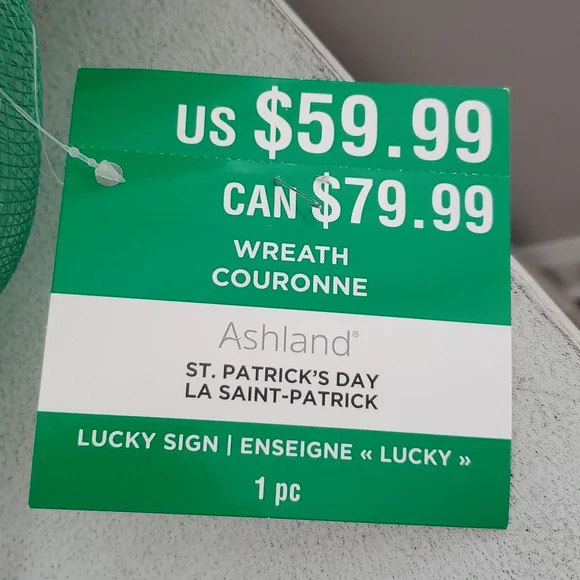 US $59.99
CAN $79.99
WREATH
COURONNE
Ashland®
ST. PATRICK'S DAY
LA SAINT-PATRICK
LUCKY SIGN | ENSEIGNE « LUCKY »
1 pc